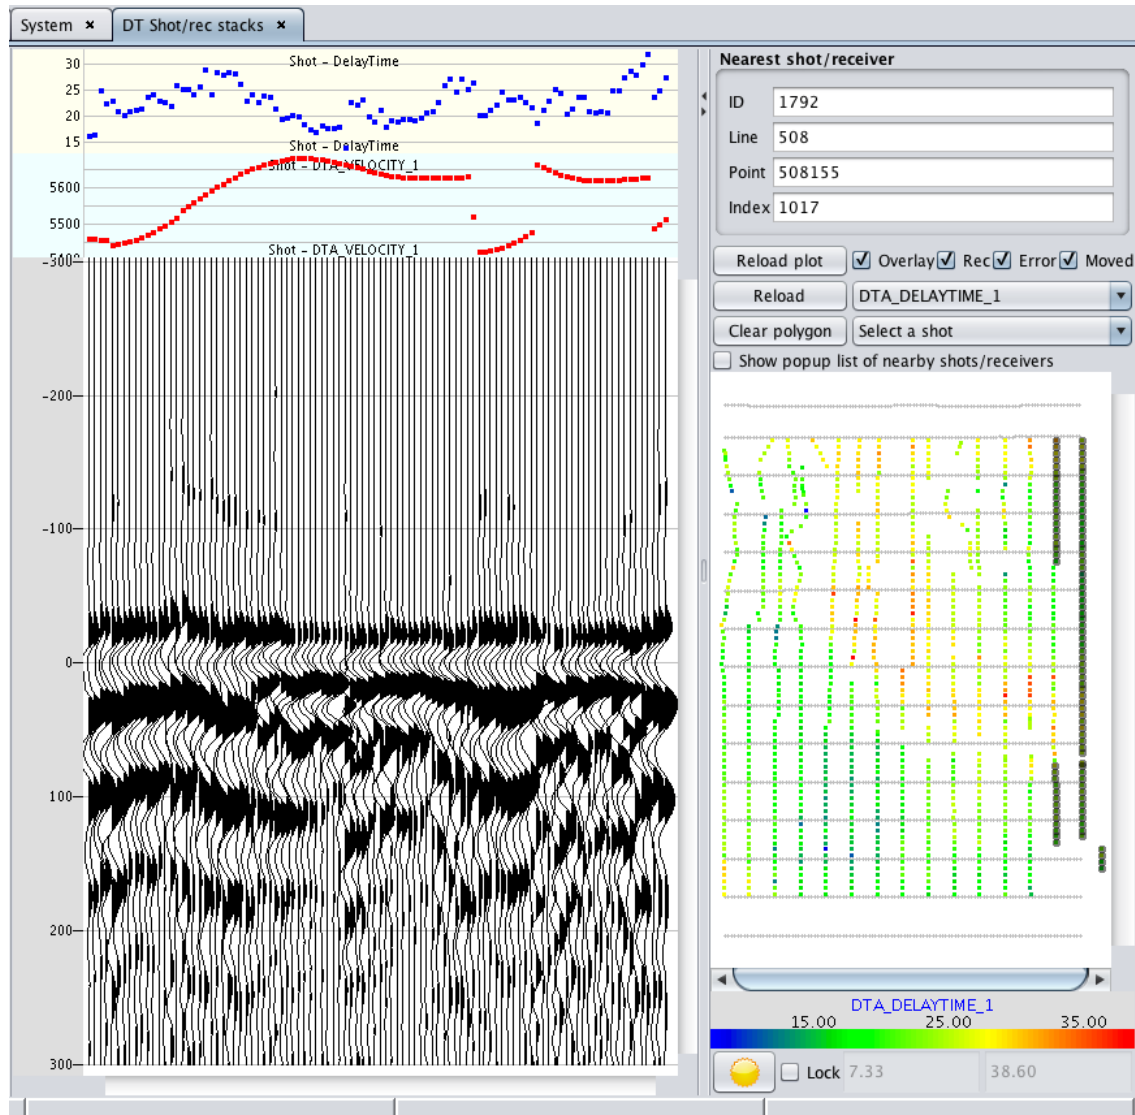 System ×
DT Shot/rec stacks ×
Shot – DelayTime
30
25
20
15
Shot – DelayTime
Shot – DTA_VELOCITY_1
5600
5500
Shot – DTA_VELOCITY_1
-300
-200
-100
0
100
200
300
Nearest shot/receiver
ID 1792
Line 508
Point 508155
Index 1017
Reload plot Overlay Rec Error Moved
Reload DTA_DELAYTIME_1
Clear polygon Select a shot
Show popup list of nearby shots/receivers
DTA_DELAYTIME_1
15.00 25.00 35.00
Lock 7.33 38.60